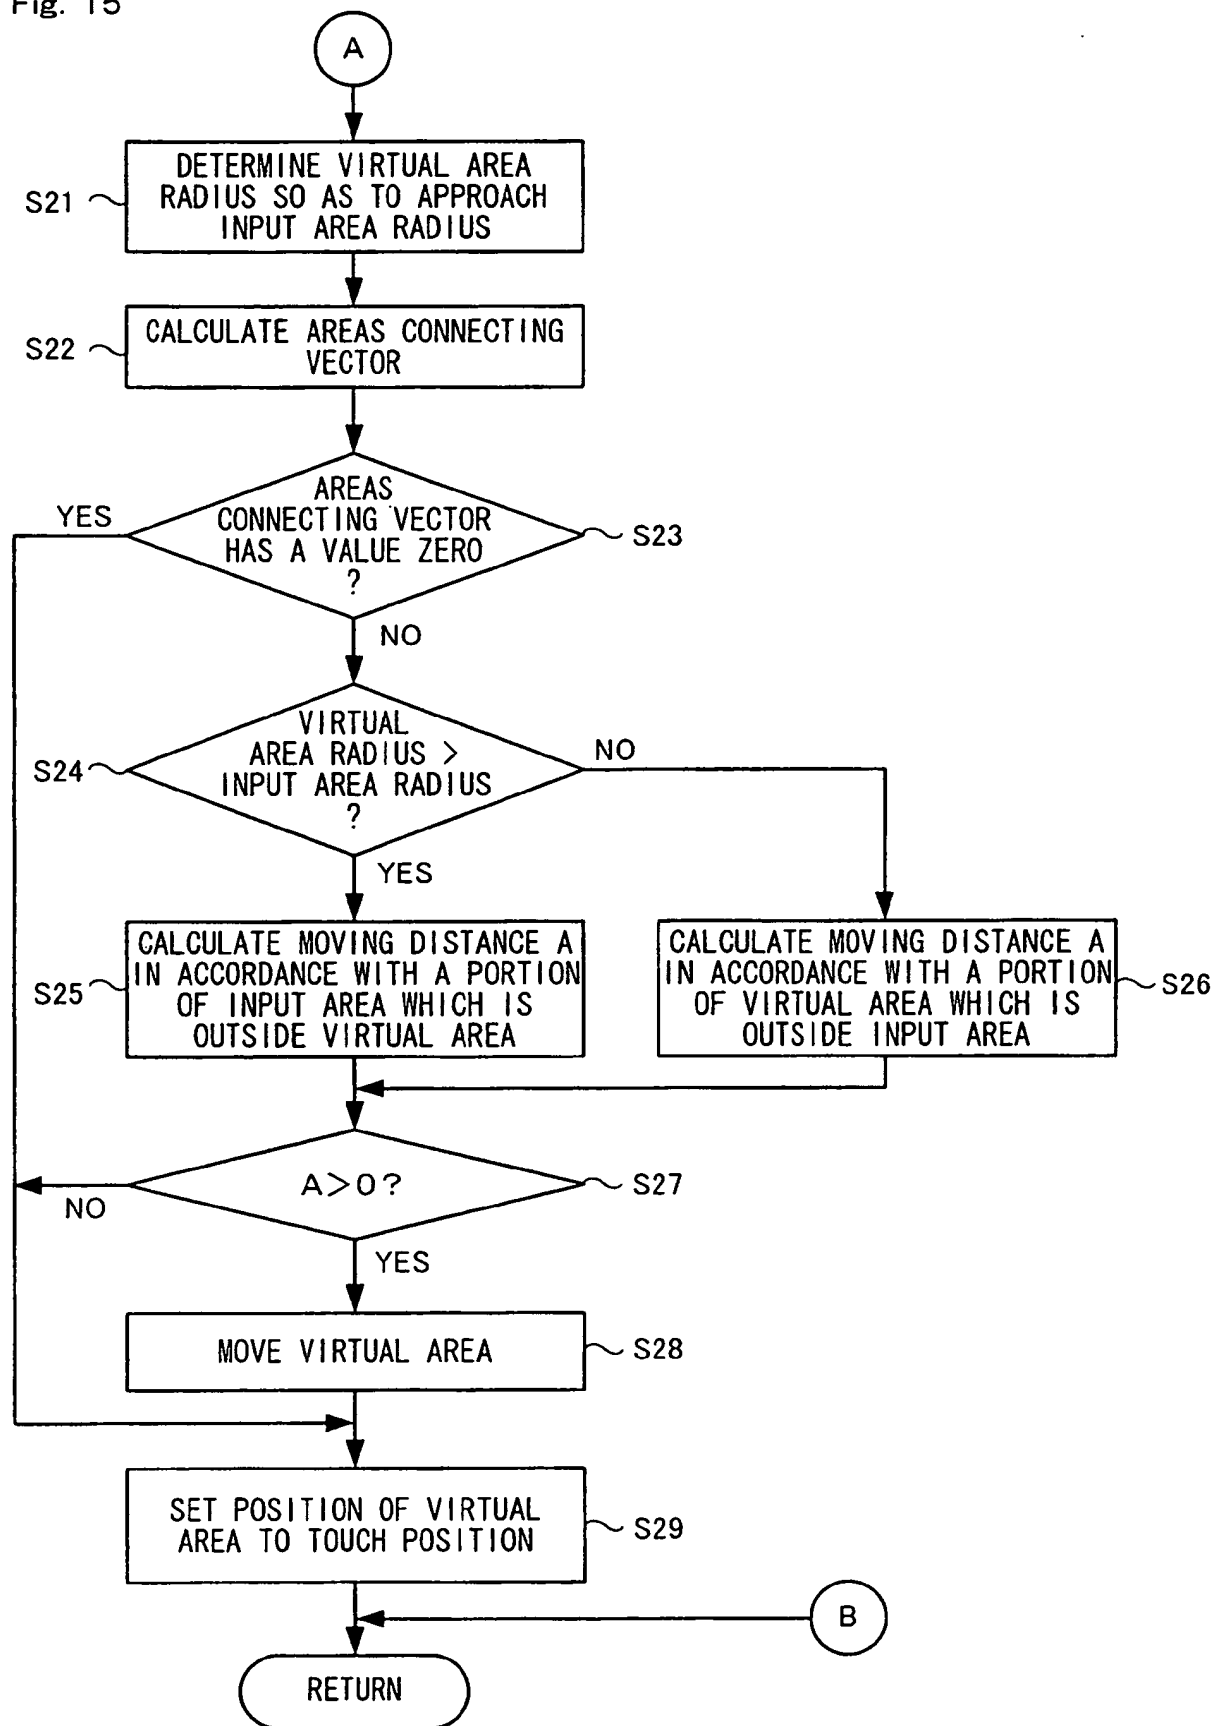 Fig. 15
A
DETERMINE VIRTUAL AREA
RADIUS SO AS TO APPROACH
INPUT AREA RADIUS
S21
CALCULATE AREAS CONNECTING
VECTOR
S22
AREAS
CONNECTING VECTOR
HAS A VALUE ZERO
?
YES
S23
NO
VIRTUAL
AREA RADIUS >
INPUT AREA RADIUS
?
S24
NO
YES
CALCULATE MOVING DISTANCE A
IN ACCORDANCE WITH A PORTION
OF INPUT AREA WHICH IS
OUTSIDE VIRTUAL AREA
S25
CALCULATE MOVING DISTANCE A
IN ACCORDANCE WITH A PORTION
OF VIRTUAL AREA WHICH IS
OUTSIDE INPUT AREA
S26
A>0?
S27
NO
YES
MOVE VIRTUAL AREA
S28
SET POSITION OF VIRTUAL
AREA TO TOUCH POSITION
S29
B
RETURN